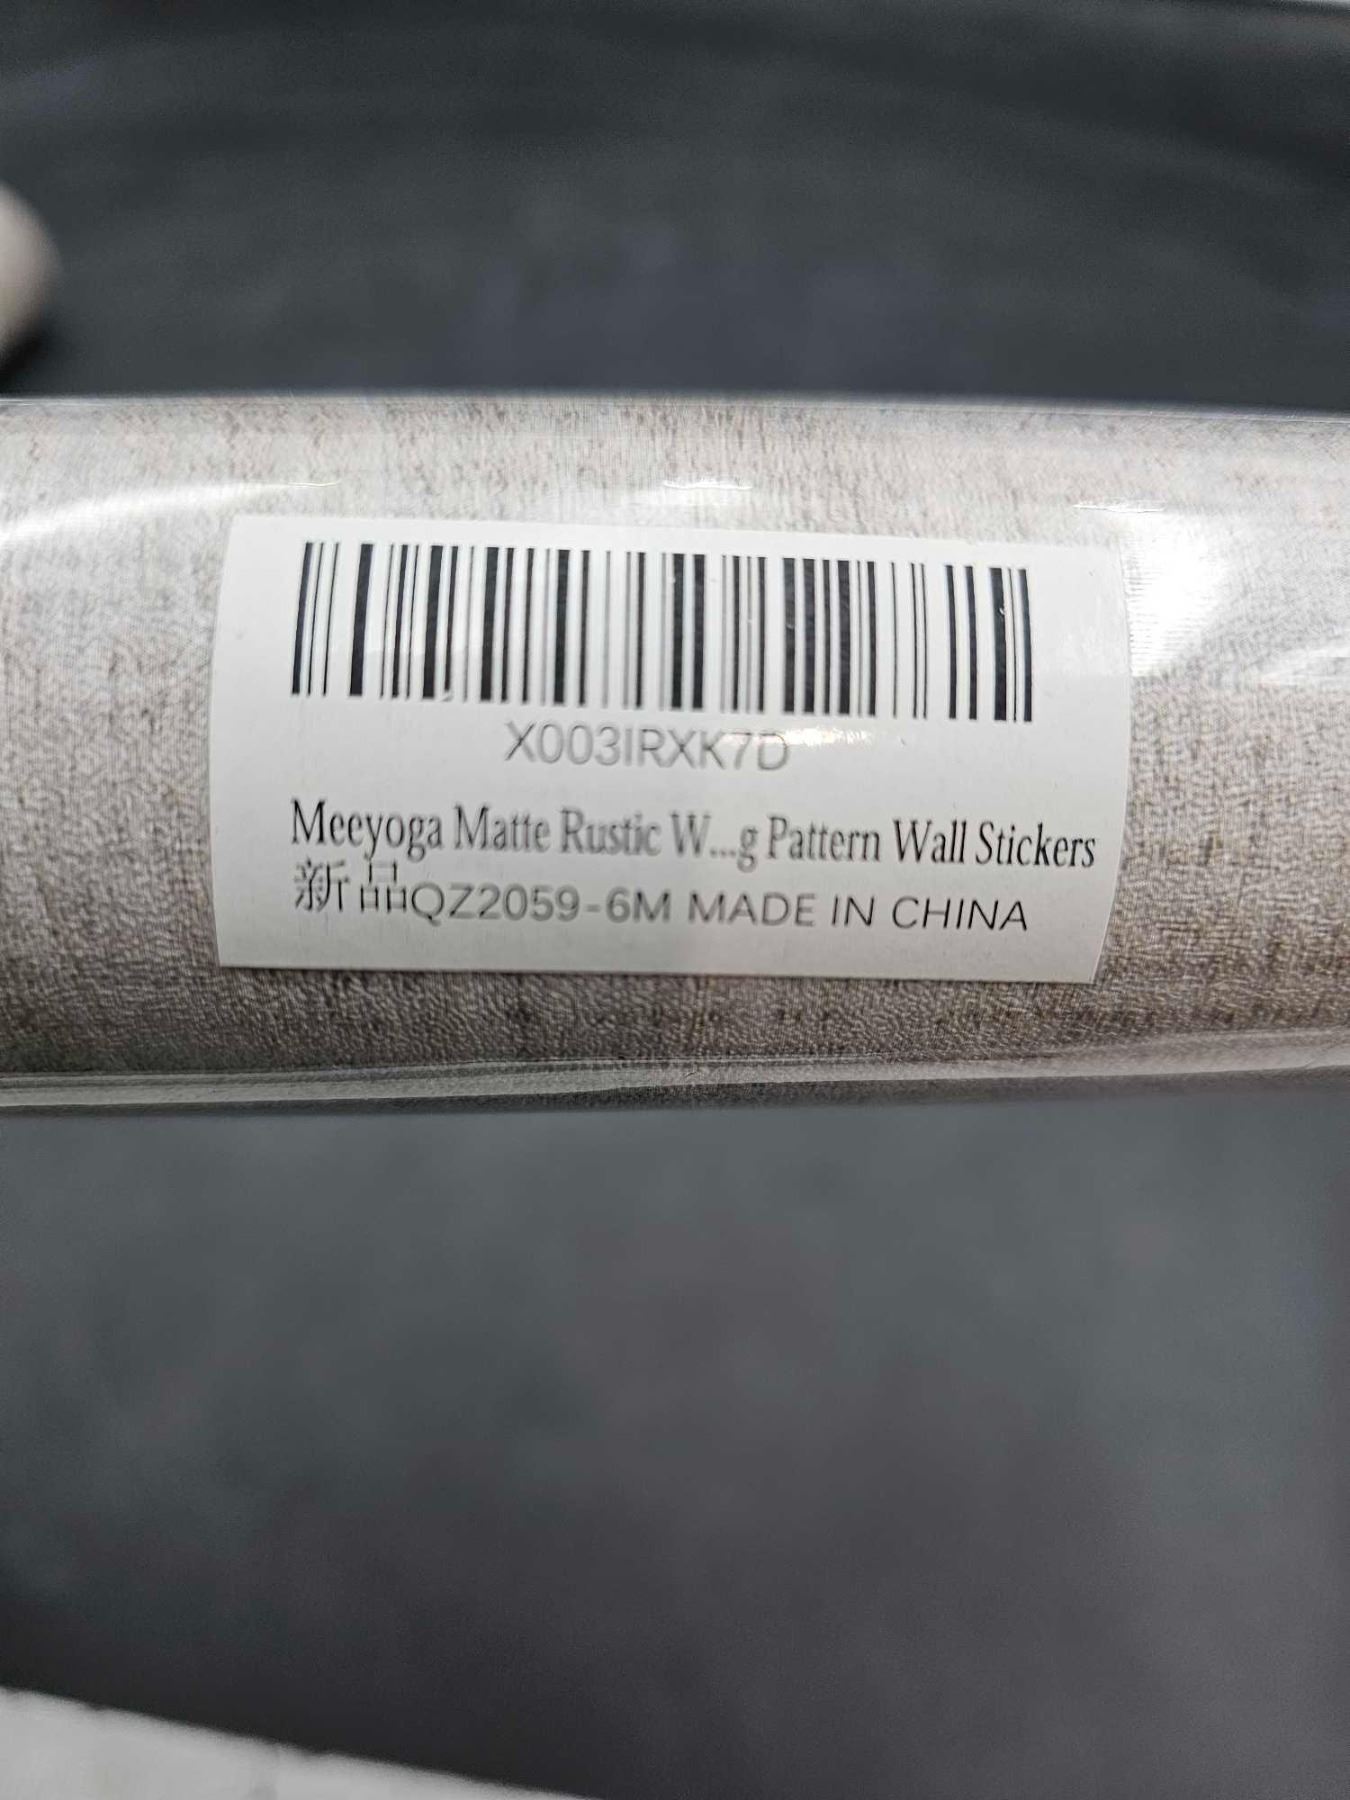 X003IRXK7D
Meeyoga Matte Rustic W...g Pattern Wall Stickers
新品QZ2059-6M MADE IN CHINA